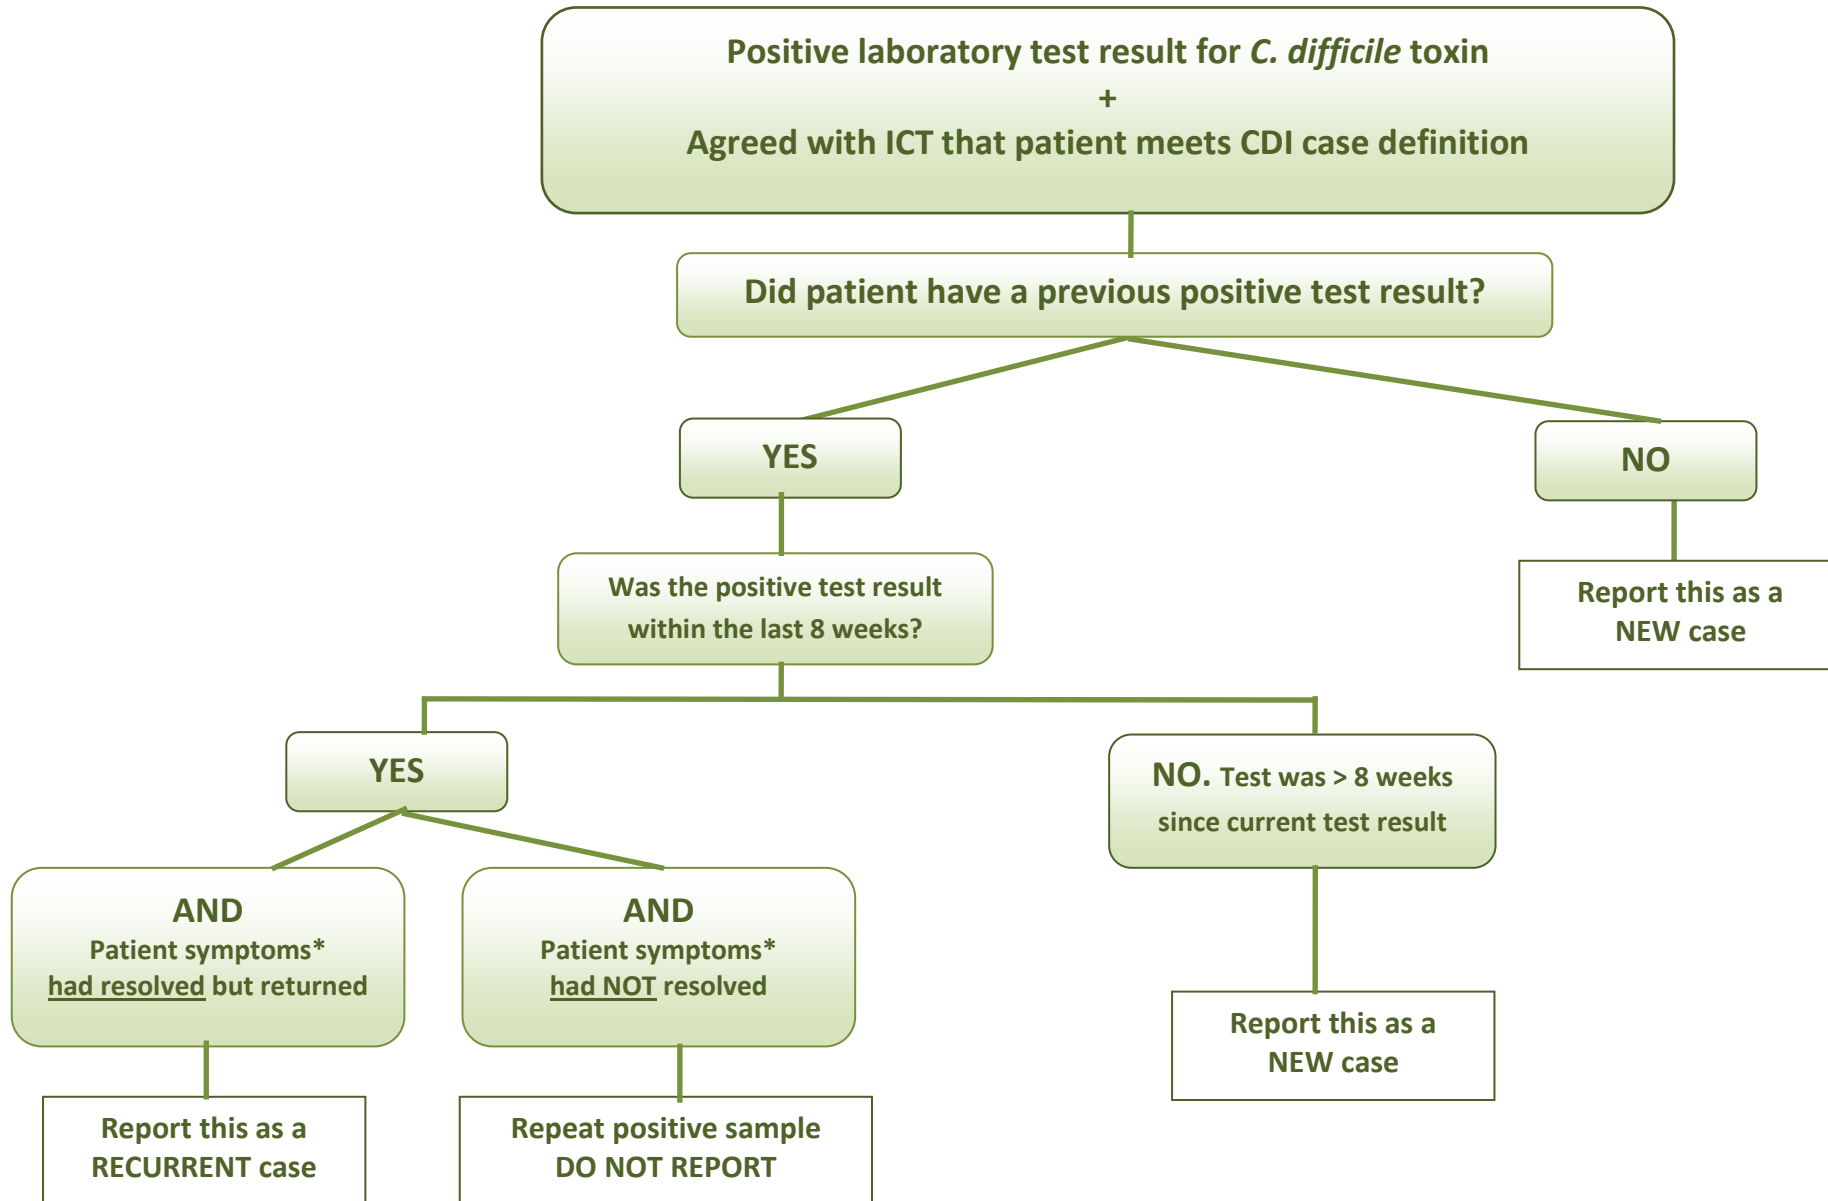 Positive laboratory test result for C. difficile toxin
+
Agreed with ICT that patient meets CDI case definition
Did patient have a previous positive test result?
YES
NO
Was the positive test result
within the last 8 weeks?
Report this as a
NEW case
YES
NO. Test was > 8 weeks
since current test result
AND
Patient symptoms*
had resolved but returned
AND
Patient symptoms*
had NOT resolved
Report this as a
NEW case
Report this as a
RECURRENT case
Repeat positive sample
DO NOT REPORT